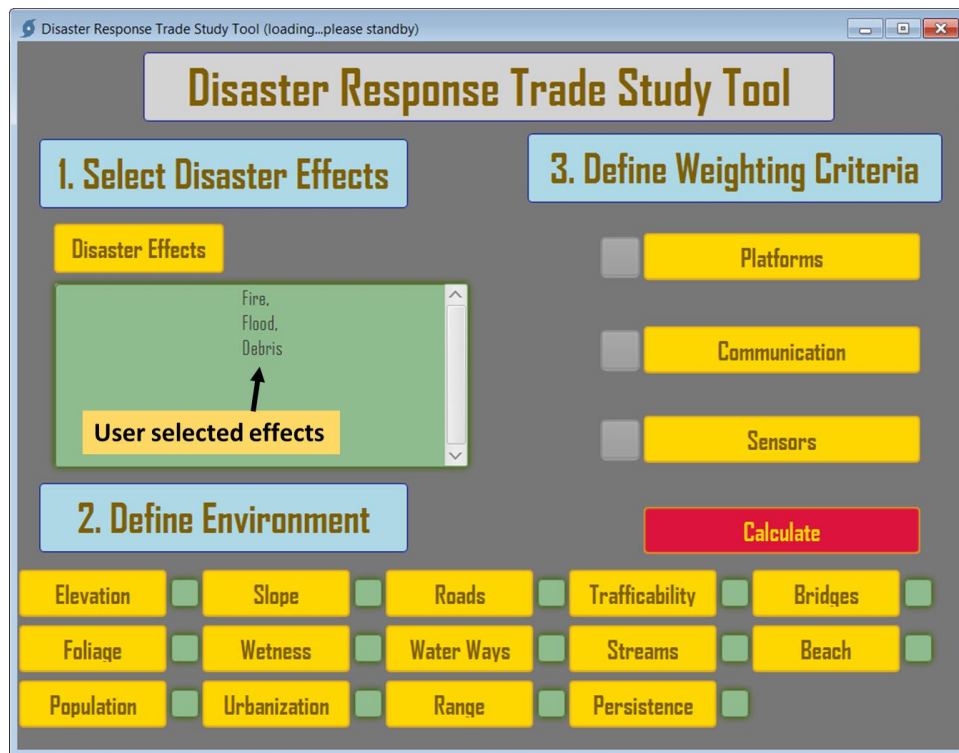 Disaster Response Trade Study Tool (loading...please standby)
Disaster Response Trade Study Tool
1. Select Disaster Effects
3. Define Weighting Criteria
Disaster Effects
Platforms
Fire,
Flood,
Debris
Communication
User selected effects
Sensors
2. Define Environment
Calculate
Elevation Slope Roads Trafficability Bridges
Foliage Wetness Water Ways Streams Beach
Population Urbanization Range Persistence